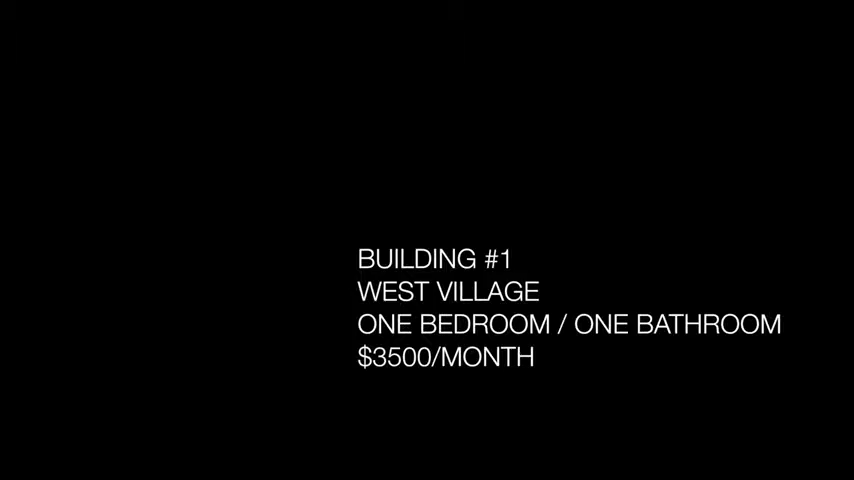 BUILDING #1
WEST VILLAGE
ONE BEDROOM / ONE BATHROOM
$3500/MONTH